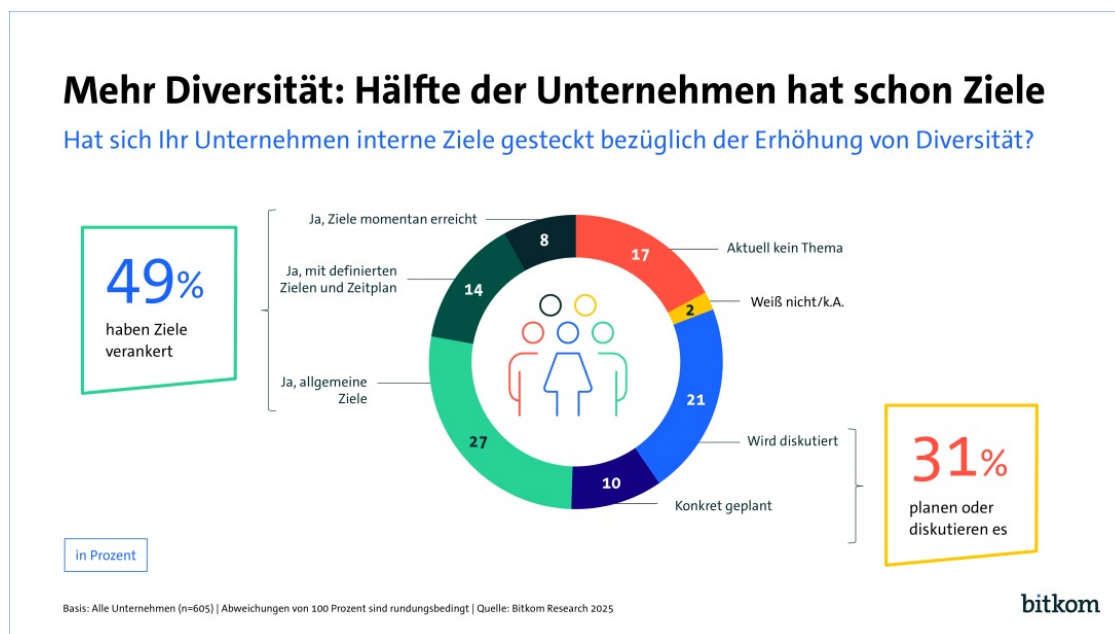 Mehr Diversität: Hälfte der Unternehmen hat schon Ziele
Hat sich Ihr Unternehmen interne Ziele gesteckt bezüglich der Erhöhung von Diversität?
49%
haben Ziele
verankert
Ja, Ziele momentan erreicht
Ja, mit definierten
Zielen und Zeitplan
Ja, allgemeine
Ziele
8
14
27
17
2
21
10
Aktuell kein Thema
Weiß nicht/k.A.
Wird diskutiert
Konkret geplant
31%
planen oder
diskutieren es
in Prozent
Basis: Alle Unternehmen (n=605) | Abweichungen von 100 Prozent sind rundungsbedingt | Quelle: Bitkom Research 2025
bitkom